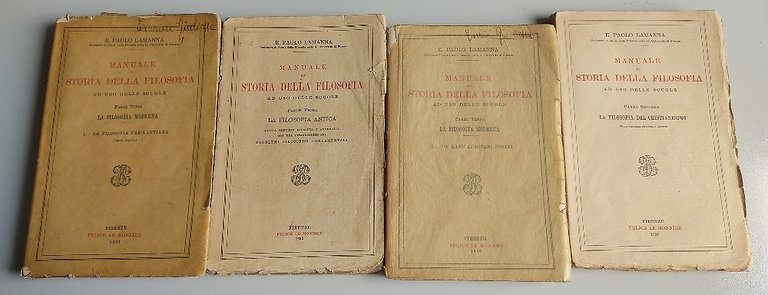 E. PAOLO LAMANNA
MANUALE
DI
STORIA DELLA FILOSOFIA
AD USO DELLE SCUOLE
PARTE TERZA
LA FILOSOFIA MODERNA
I. - LA FILOSOFIA PRE-KANTIANA
FIRENZE
FELICE LE MONNIER
1931
E. PAOLO LAMANNA
MANUALE
DI
STORIA DELLA FILOSOFIA
AD USO DELLE SCUOLE
PARTE PRIMA
LA FILOSOFIA ANTICA
PROBLEMI FILOSOFICI FONDAMENTALI
FIRENZE
FELICE LE MONNIER
E. PAOLO LAMANNA
MANUALE
DI
STORIA DELLA FILOSOFIA
AD USO DELLE SCUOLE
PARTE TERZA
LA FILOSOFIA MODERNA
II. - DA KANT AI GIORNI NOSTRI
FIRENZE
FELICE LE MONNIER
E. PAOLO LAMANNA
MANUALE
DI
STORIA DELLA FILOSOFIA
AD USO DELLE SCUOLE
PARTE SECONDA
LA FILOSOFIA DEL CRISTIANESIMO
FIRENZE
FELICE LE MONNIER